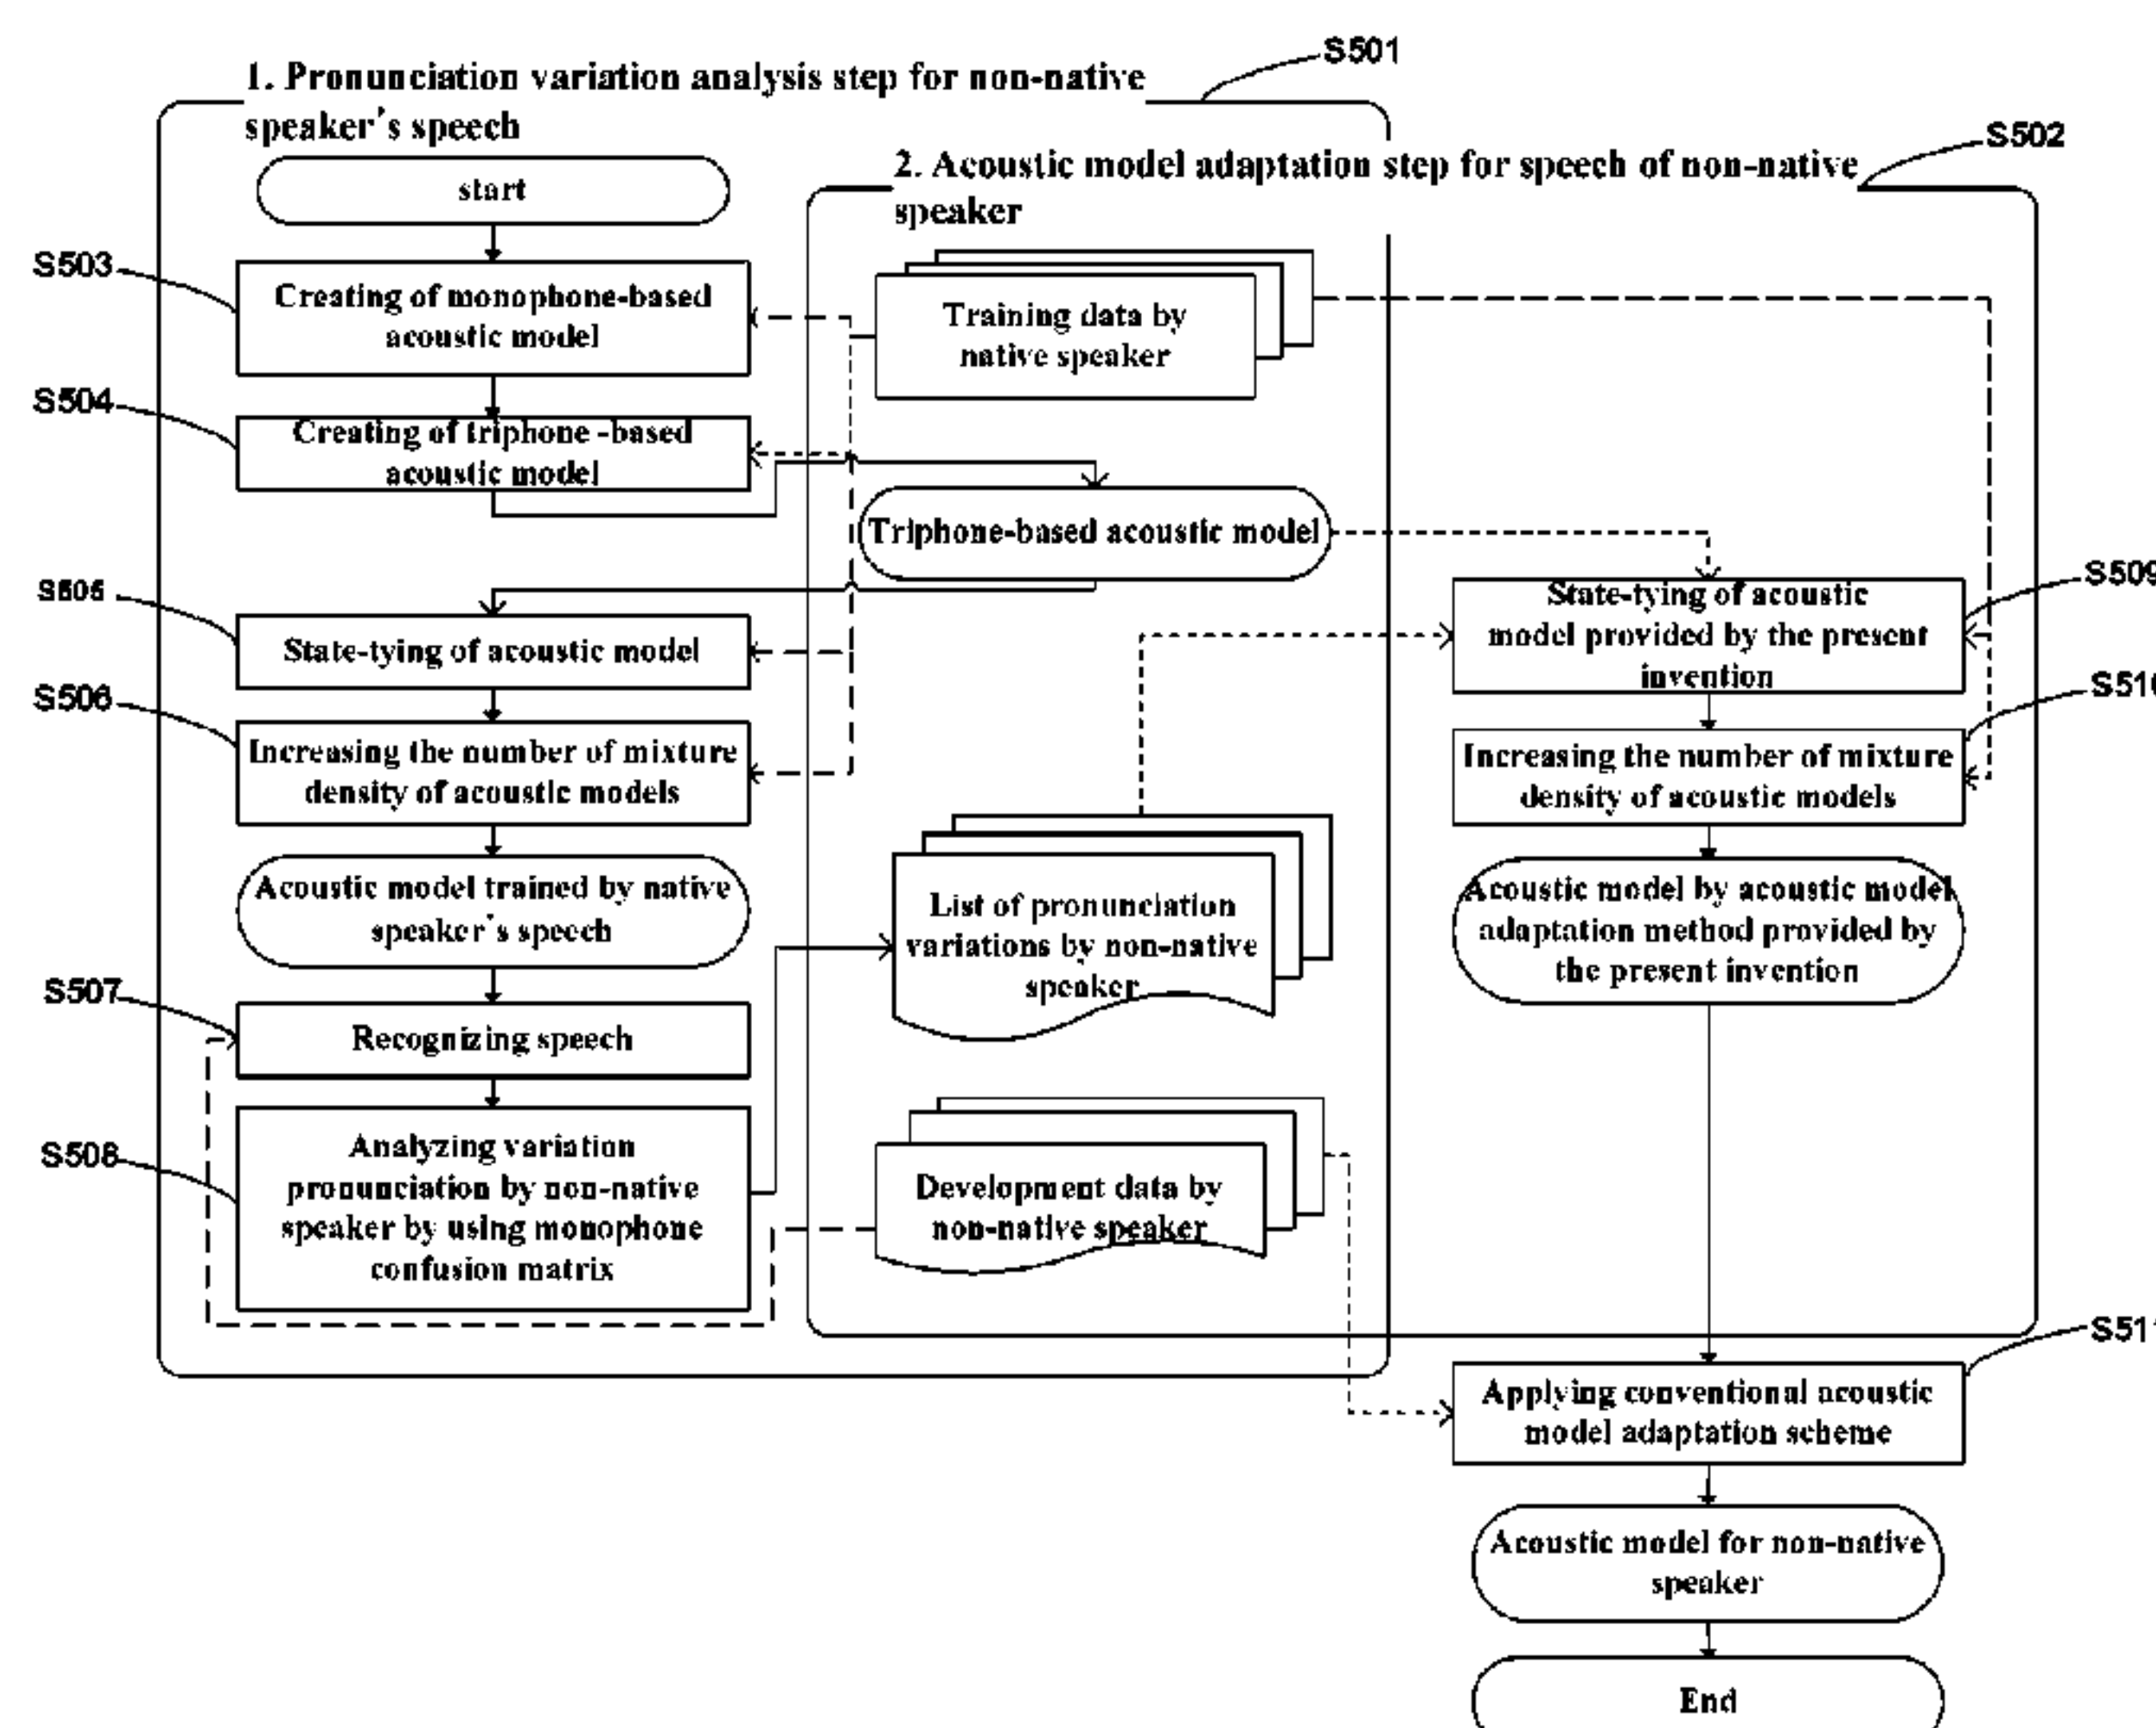 S501
1. Pronunciation variation analysis step for non-native
speaker's speech
S502
2. Acoustic model adaptation step for speech of non-native
speaker
start
S503
Creating of monophone-based
acoustic model
Training data by
native speaker
S504
Creating of triphone -based
acoustic model
Triphone-based acoustic model
S505
State-tying of acoustic model
S509
State-tying of acoustic
model provided by the present
invention
S506
Increasing the number of mixture
density of acoustic models
S510
Increasing the number of mixture
density of acoustic models
Acoustic model trained by native
speaker's speech
List of pronunciation
variations by non-native
speaker
Acoustic model by acoustic model
adaptation method provided by
the present invention
S507
Recognizing speech
S508
Analyzing variation
pronunciation by non-native
speaker by using monophone
confusion matrix
Development data by
non-native speaker
S511
Applying conventional acoustic
model adaptation scheme
Acoustic model for non-native
speaker
End